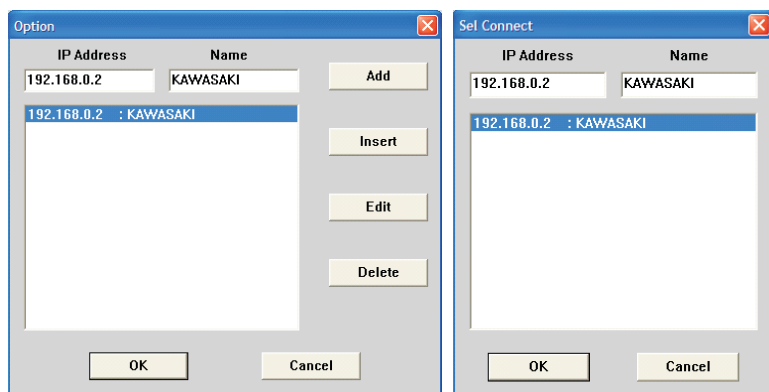 Option
IP Address Name
192.168.0.2 KAWASAKI
Add
192.168.0.2 : KAWASAKI
Insert
Edit
Delete
OK Cancel
Sel Connect
IP Address Name
192.168.0.2 KAWASAKI
192.168.0.2 : KAWASAKI
OK Cancel